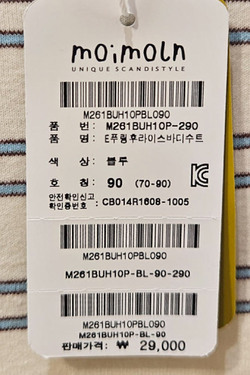 moimoln
UNIQUE SCANDISTYLE
M261BUH10PBL090
품 번: M261BUH10P-290
품 명: E푸링후라이스바디수트
색 상: 블루
호 칭: 90 (70-90)
안전확인신고
확인증번호 : CB014R1608-1005
M261BUH10PBL090
M261BUH10P-BL-90-290
M261BUH10PBL090
M261BUH10P-BL-90
판매가격: ₩ 29,000